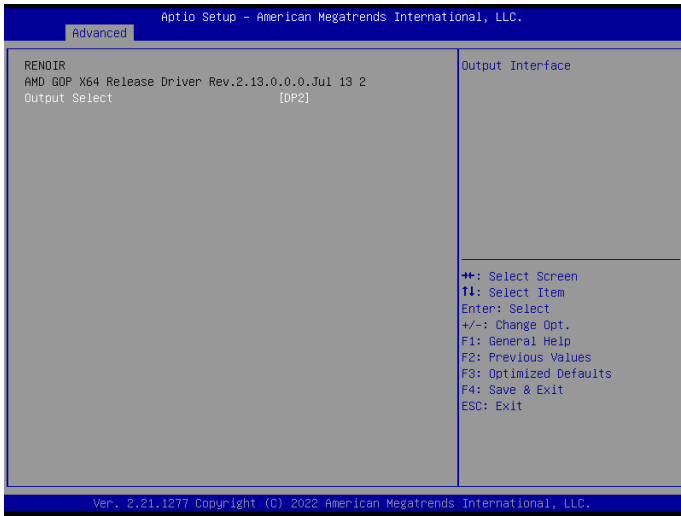 Aptio Setup – American Megatrends International, LLC.
Advanced
RENOIR
AMD GOP X64 Release Driver Rev.2.13.0.0.0.Jul 13 2
Output Select [DP2]
Output Interface
→←: Select Screen
↑↓: Select Item
Enter: Select
+/-: Change Opt.
F1: General Help
F2: Previous Values
F3: Optimized Defaults
F4: Save & Exit
ESC: Exit
Ver. 2.21.1277 Copyright (C) 2022 American Megatrends International, LLC.